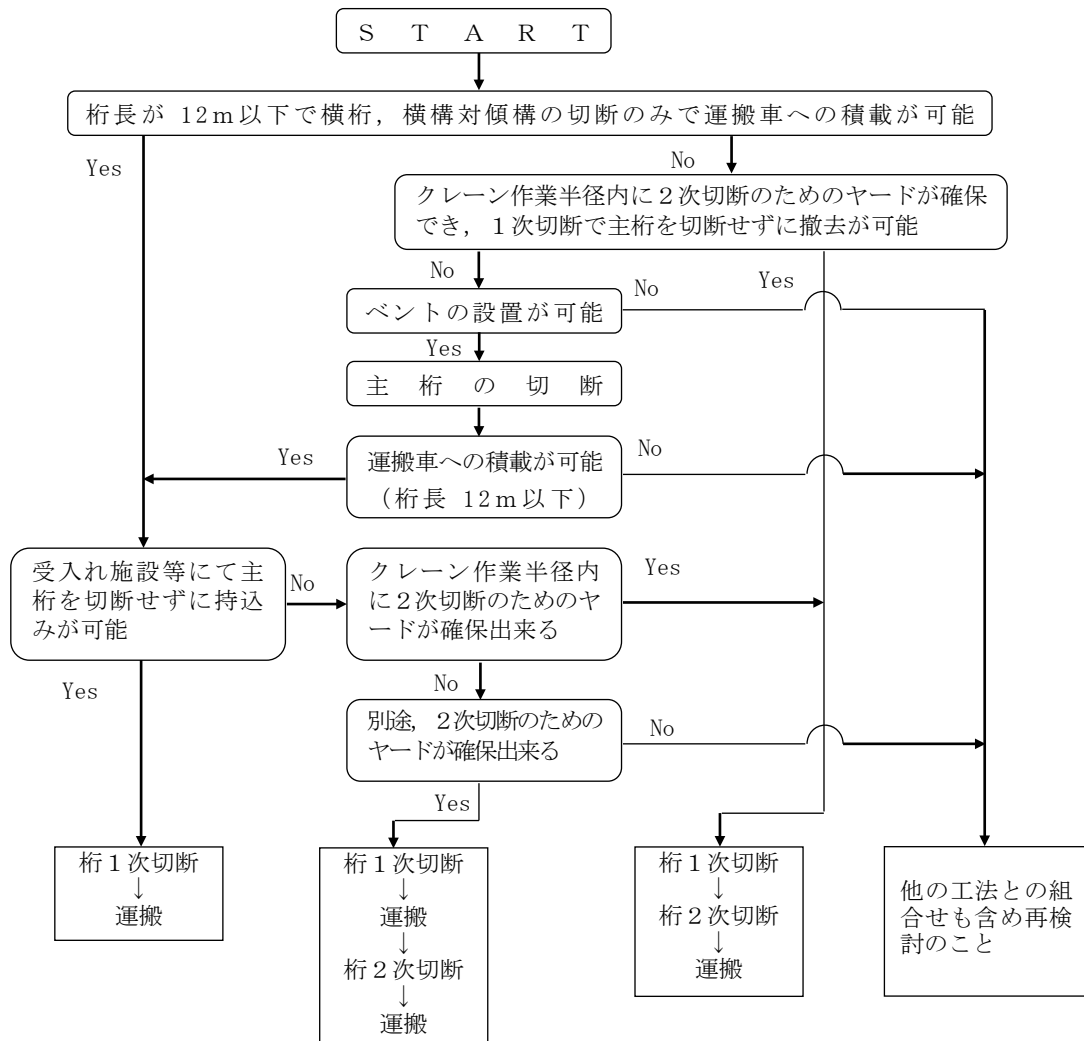 ＳＴＡＲＴ
桁長が 12ｍ以下で横桁，横構対傾構の切断のみで運搬車への積載が可能
Yes
No
クレーン作業半径内に２次切断のためのヤードが確保
でき，１次切断で主桁を切断せずに撤去が可能
No
Yes
ベントの設置が可能
No
Yes
主桁の切断
運搬車への積載が可能
（桁長 12ｍ以下）
Yes
No
受入れ施設等にて主
桁を切断せずに持込
みが可能
No
クレーン作業半径内
に２次切断のためのヤ
ードが確保出来る
Yes
Yes
No
別途，２次切断のための
ヤードが確保出来る
No
Yes
桁１次切断
↓
運搬
桁１次切断
↓
運搬
↓
桁２次切断
↓
運搬
桁１次切断
↓
桁２次切断
↓
運搬
他の工法との組
合せも含め再検
討のこと